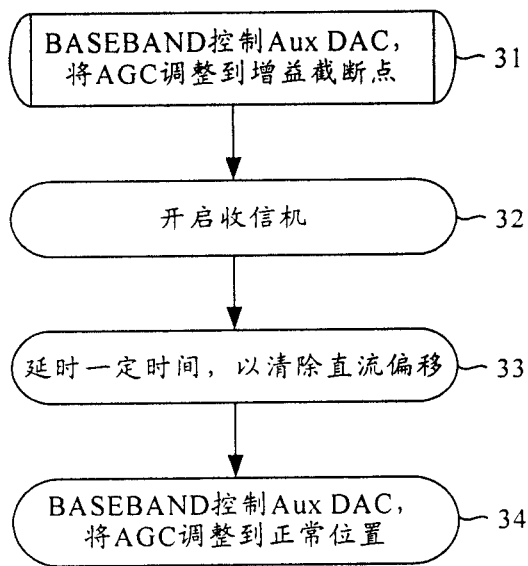 BASEBAND控制Aux DAC,
将AGC调整到增益截断点
31
开启收信机
32
延时一定时间，以清除直流偏移
33
BASEBAND控制Aux DAC,
将AGC调整到正常位置
34